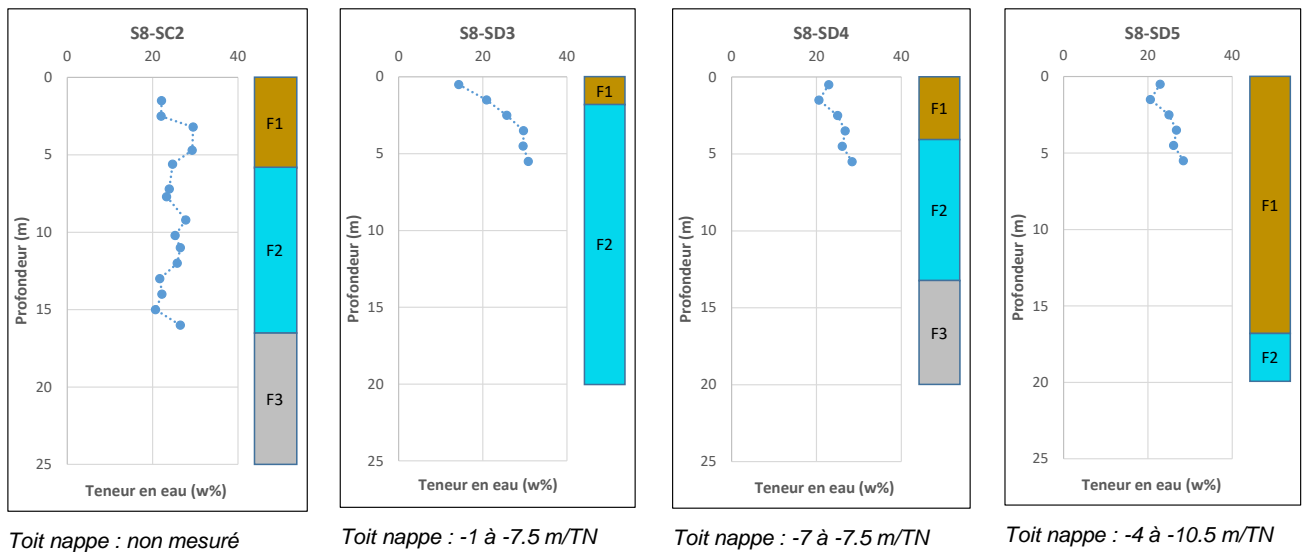 S8-SC2
0 20 40
0
5
10
15
20
25
Profondeur (m)
F1
F2
F3
Teneur en eau (w%)
Toit nappe : non mesuré
S8-SD3
0 20 40
0
5
10
15
20
25
Profondeur (m)
F1
F2
Teneur en eau (w%)
Toit nappe : -1 à -7.5 m/TN
S8-SD4
0 20 40
0
5
10
15
20
25
Profondeur (m)
F1
F2
F3
Teneur en eau (w%)
Toit nappe : -7 à -7.5 m/TN
S8-SD5
0 20 40
0
5
10
15
20
25
Profondeur (m)
F1
F2
Teneur en eau (w%)
Toit nappe : -4 à -10.5 m/TN